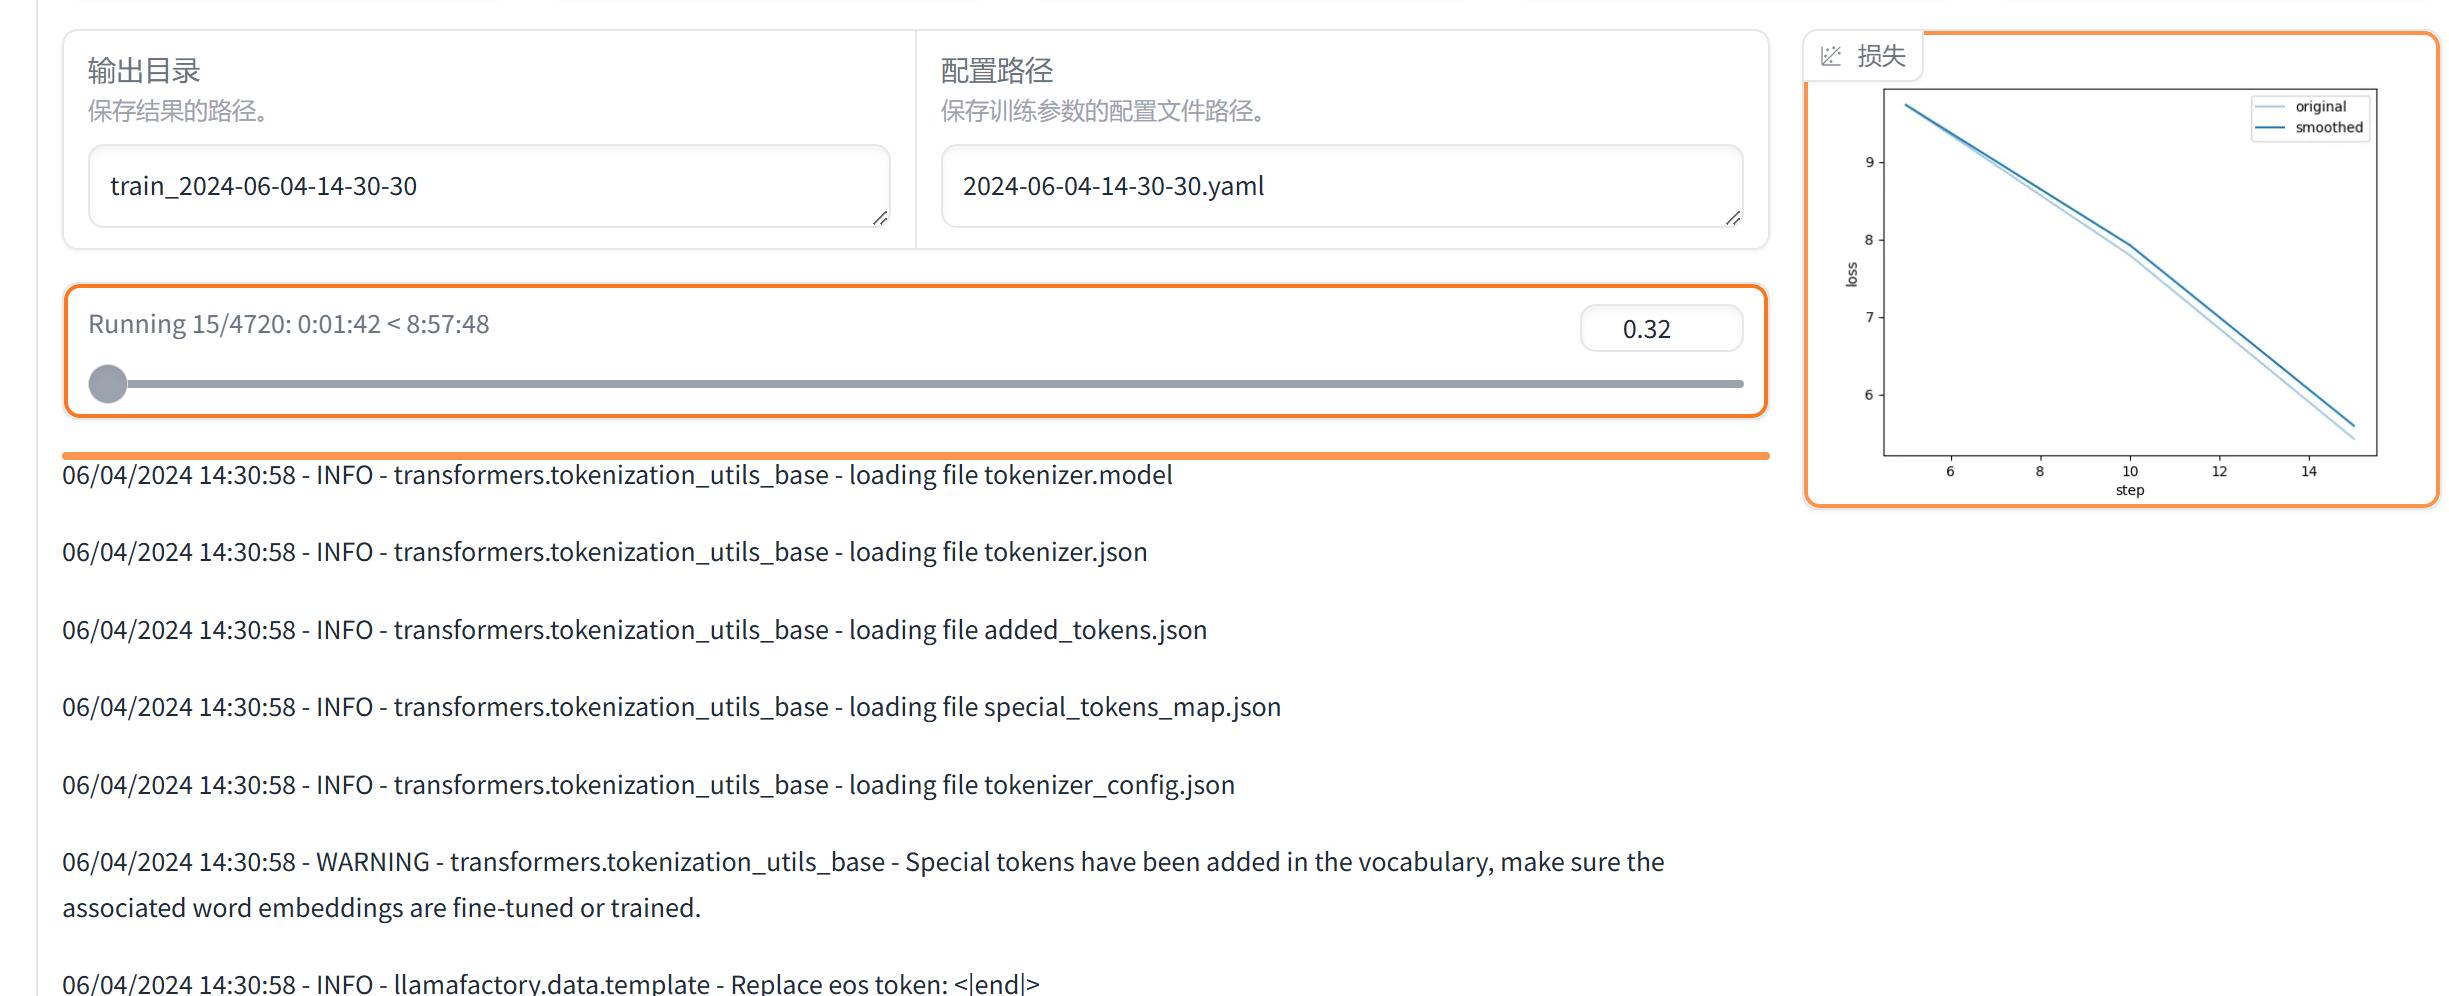 输出目录
保存结果的路径。
train_2024-06-04-14-30-30
配置路径
保存训练参数的配置文件路径。
2024-06-04-14-30-30.yaml
Running 15/4720: 0:01:42 < 8:57:48
0.32
06/04/2024 14:30:58 - INFO - transformers.tokenization_utils_base - loading file tokenizer.model
06/04/2024 14:30:58 - INFO - transformers.tokenization_utils_base - loading file tokenizer.json
06/04/2024 14:30:58 - INFO - transformers.tokenization_utils_base - loading file added_tokens.json
06/04/2024 14:30:58 - INFO - transformers.tokenization_utils_base - loading file special_tokens_map.json
06/04/2024 14:30:58 - INFO - transformers.tokenization_utils_base - loading file tokenizer_config.json
06/04/2024 14:30:58 - WARNING - transformers.tokenization_utils_base - Special tokens have been added in the vocabulary, make sure the
associated word embeddings are fine-tuned or trained.
06/04/2024 14:30:58 - INFO - llamafactory.data.template - Replace eos token: <|end|>
损失
original
smoothed
9
8
7
6
loss
6 8 10 12 14
step